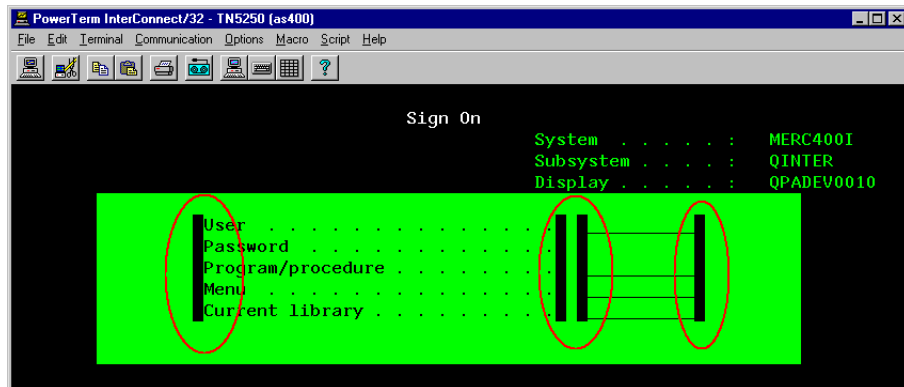 PowerTerm InterConnect/32 - TN5250 (as400)
File Edit Terminal Communication Options Macro Script Help
Sign On
System . . . . . : MERC400I
Subsystem . . . . : QINTER
Display . . . . . : QPADEV0010
User . . . . . . . . . . . . . .
Password . . . . . . . . . . . .
Program/procedure . . . . . . . .
Menu . . . . . . . . . . . . . .
Current library . . . . . . . . .